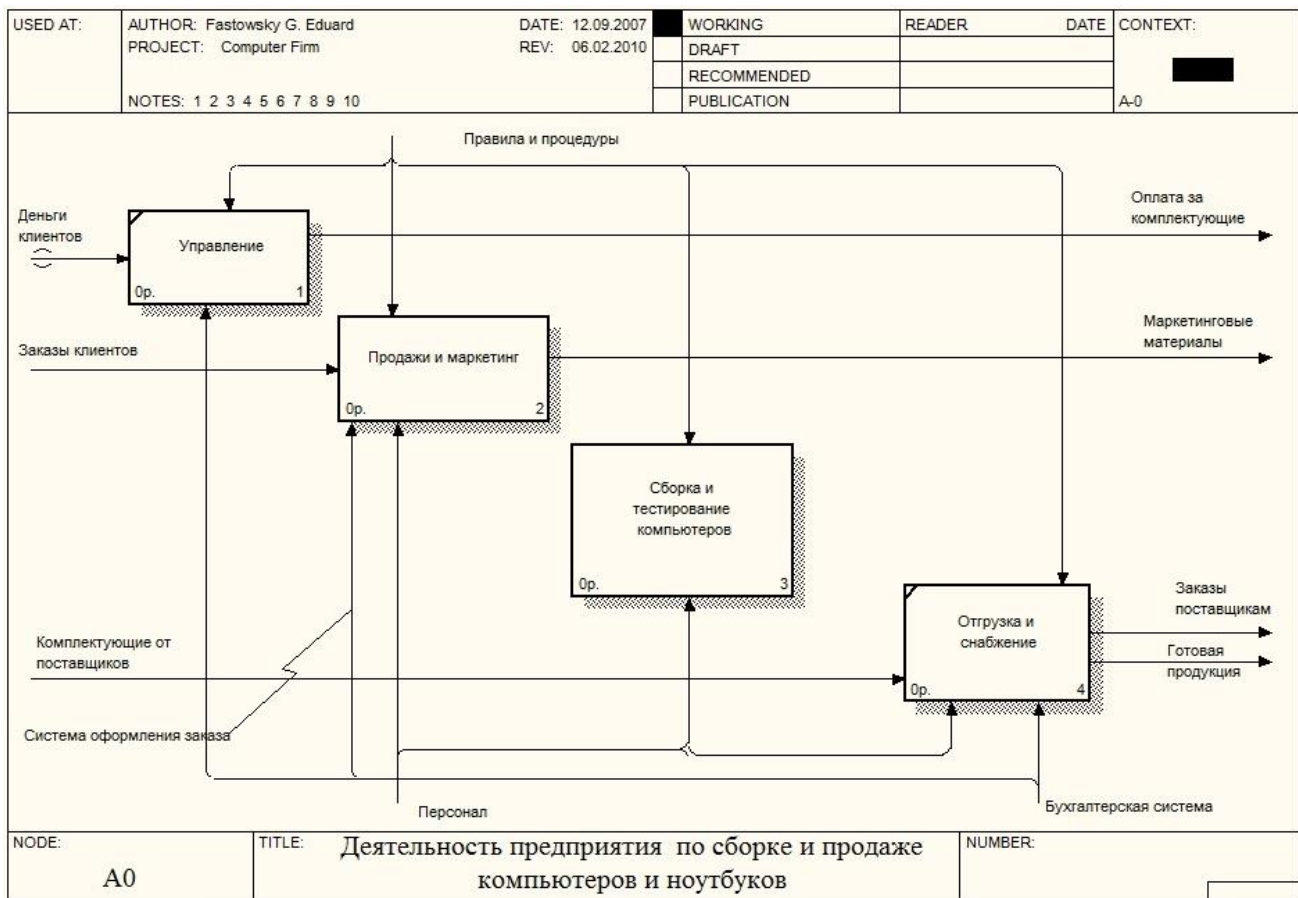 USED AT:
AUTHOR: Fastowsky G. Eduard
DATE: 12.09.2007
PROJECT: Computer Firm
REV: 06.02.2010
NOTES: 1 2 3 4 5 6 7 8 9 10
WORKING
DRAFT
RECOMMENDED
PUBLICATION
READER DATE
CONTEXT:
A-0
Правила и процедуры
Деньги
клиентов
Управление
0р. 1
Оплата за
комплектующие
Заказы клиентов
Продажи и маркетинг
0р. 2
Маркетинговые
материалы
Сборка и
тестирование
компьютеров
0р. 3
Комплектующие от
поставщиков
Отгрузка и
снабжение
0р. 4
Заказы
поставщикам
Готовая
продукция
Система оформления заказа
Персонал
Бухгалтерская система
NODE:
A0
TITLE:
Деятельность предприятия по сборке и продаже
компьютеров и ноутбуков
NUMBER: